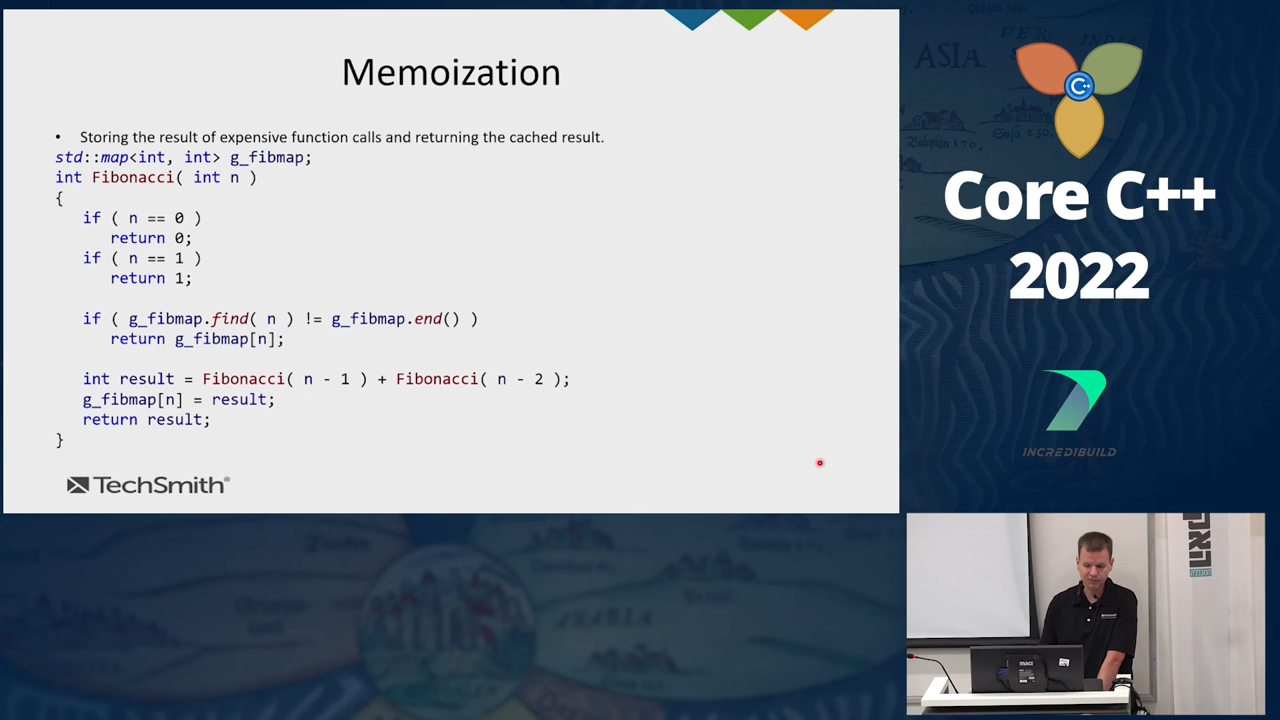 Memoization
• Storing the result of expensive function calls and returning the cached result.
std::map<int, int> g_fibmap;
int Fibonacci( int n )
{
if ( n == 0 )
return 0;
if ( n == 1 )
return 1;
if ( g_fibmap.find( n ) != g_fibmap.end() )
return g_fibmap[n];
int result = Fibonacci( n - 1 ) + Fibonacci( n - 2 );
g_fibmap[n] = result;
return result;
}
TechSmith®
ASIA
C++
Core C++
2022
INCREDIBUILD
ARABIA